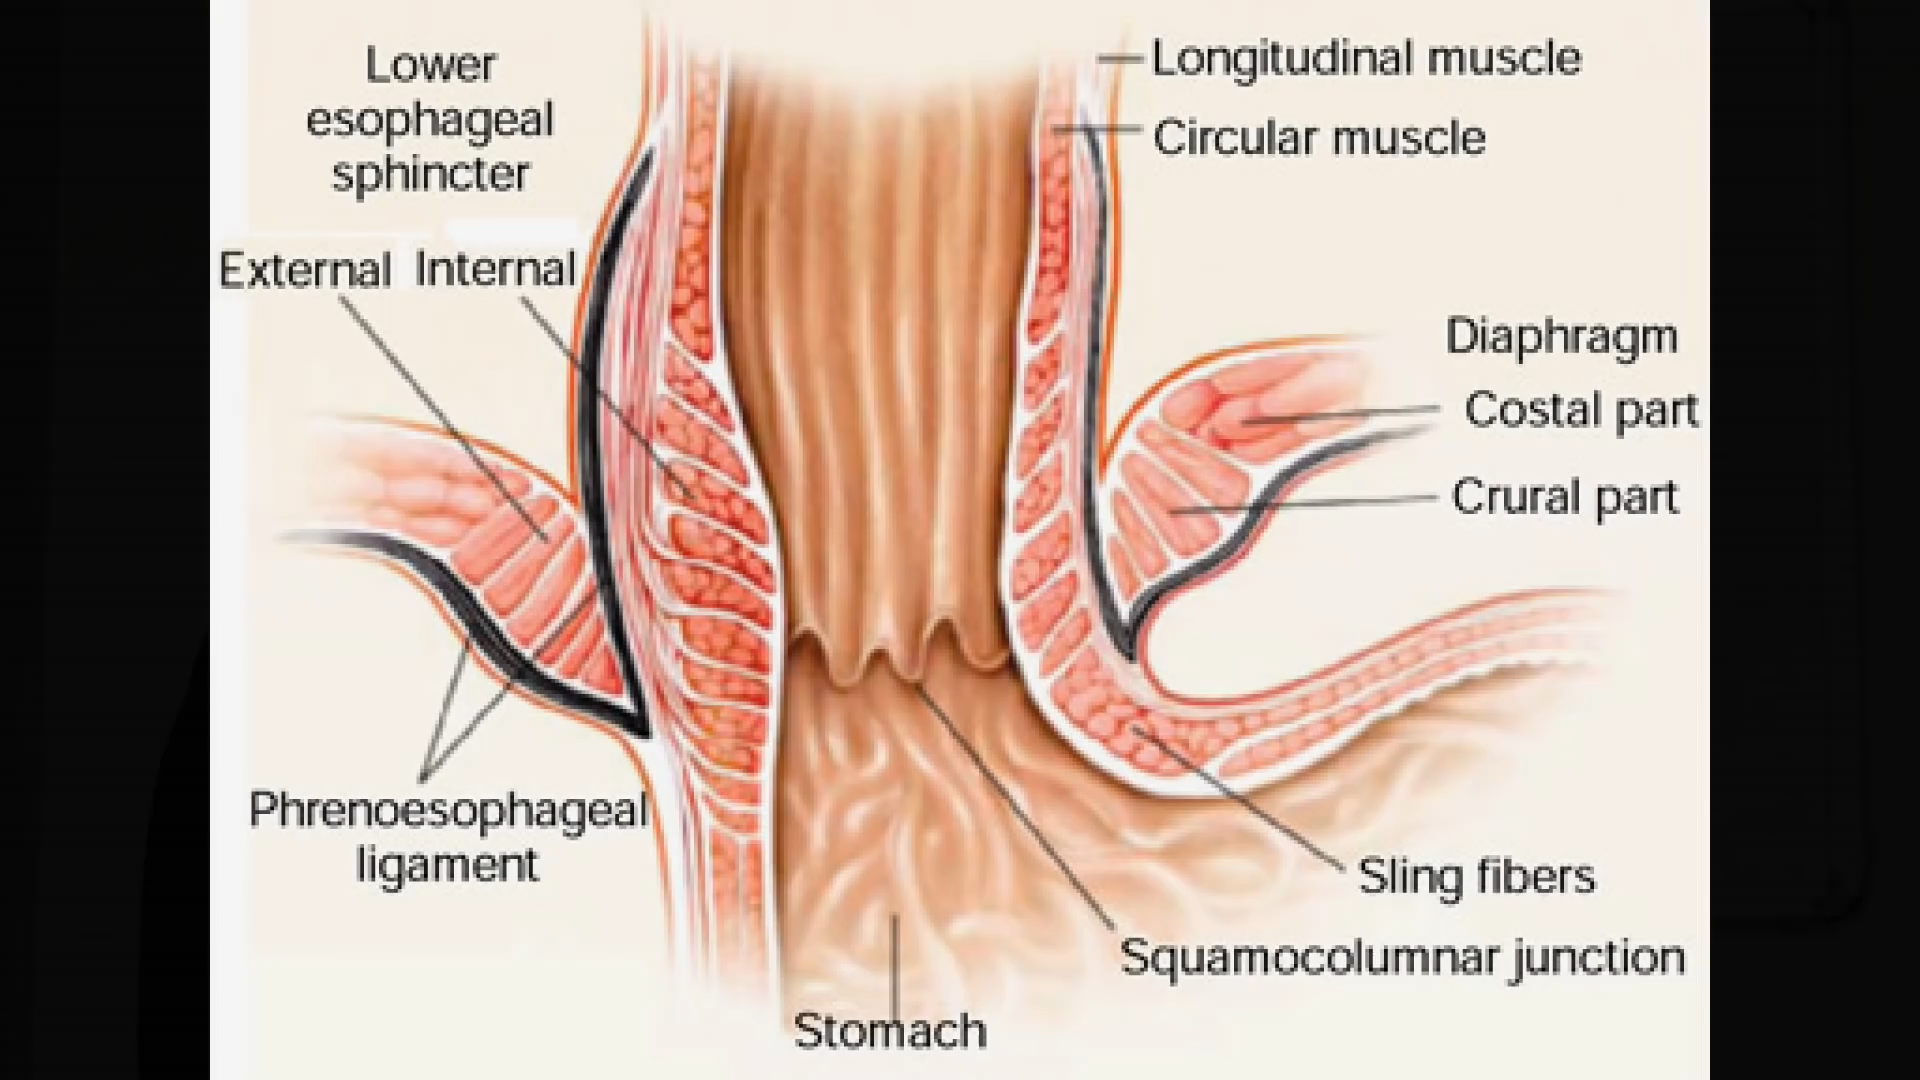 Lower
esophageal
sphincter
External Internal
Longitudinal muscle
Circular muscle
Diaphragm
Costal part
Crural part
Phrenoesophageal
ligament
Sling fibers
Squamocolumnar junction
Stomach